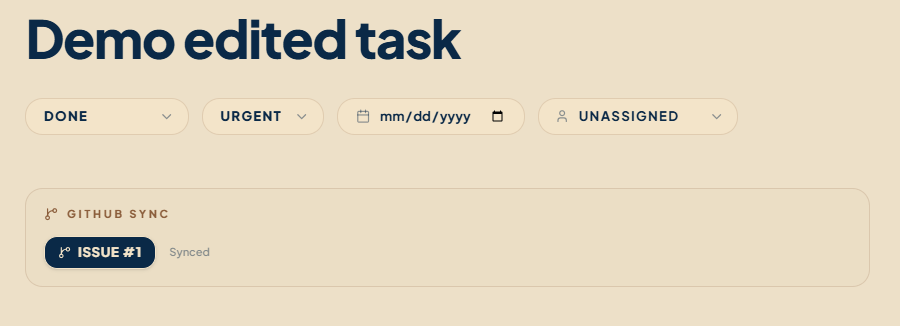 Demo edited task
DONE URGENT mm/dd/yyyy UNASSIGNED
GITHUB SYNC
ISSUE #1 Synced